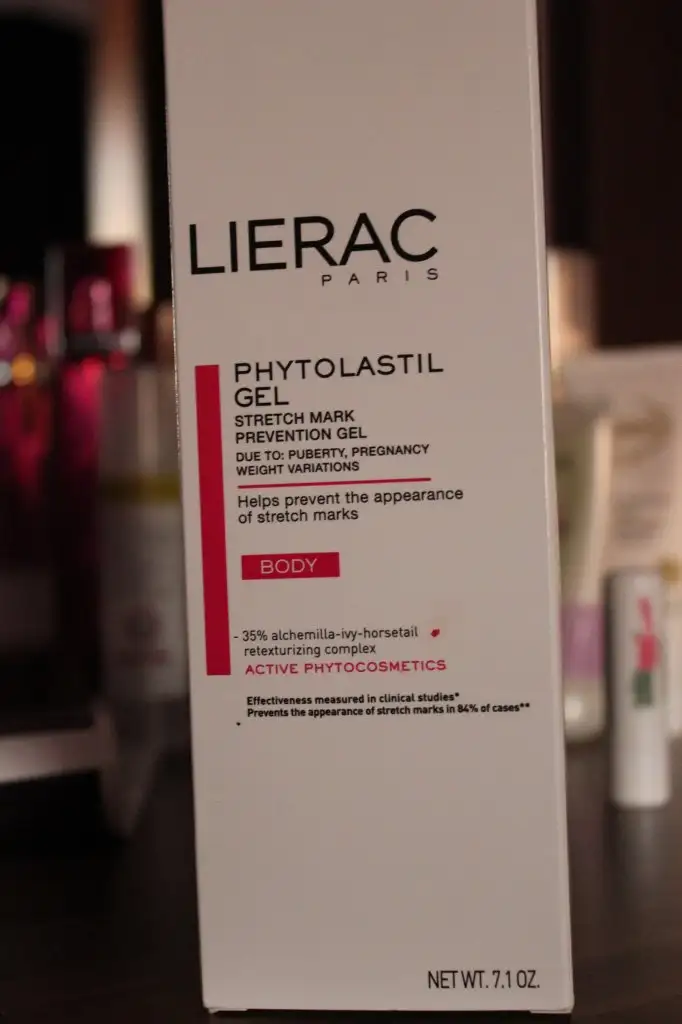 LIERAC
PARIS
PHYTOLASTIL
GEL
STRETCH MARK
PREVENTION GEL
DUE TO: PUBERTY, PREGNANCY
WEIGHT VARIATIONS
Helps prevent the appearance
of stretch marks
BODY
- 35% alchemilla-ivy-horsetail
retexturizing complex
ACTIVE PHYTOCOSMETICS
Effectiveness measured in clinical studies*
Prevents the appearance of stretch marks in 84% of cases**
*
NET WT. 7.1 OZ.